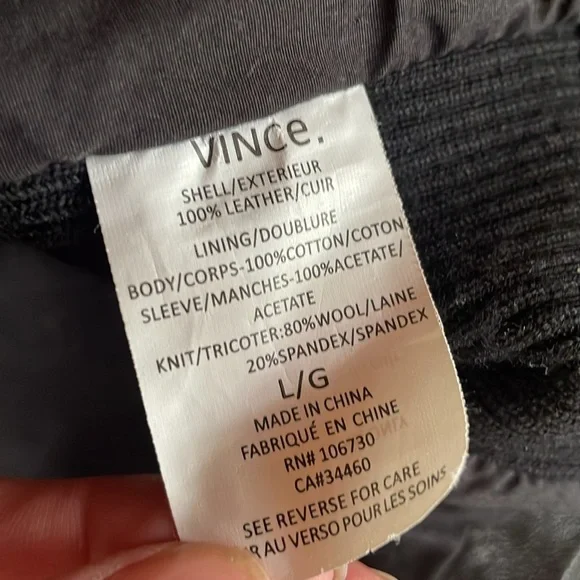 VINCe.
SHELL/EXTERIEUR
100% LEATHER/CUIR
LINING/DOUBLURE
BODY/CORPS-100%COTTON/COTON
SLEEVE/MANCHES-100%ACETATE/
ACETATE
KNIT/TRICOTER:80%WOOL/LAINE
20%SPANDEX/SPANDEX
L/G
MADE IN CHINA
FABRIQUÉ EN CHINE
RN# 106730
CA#34460
SEE REVERSE FOR CARE
R AU VERSO POUR LES SOINS